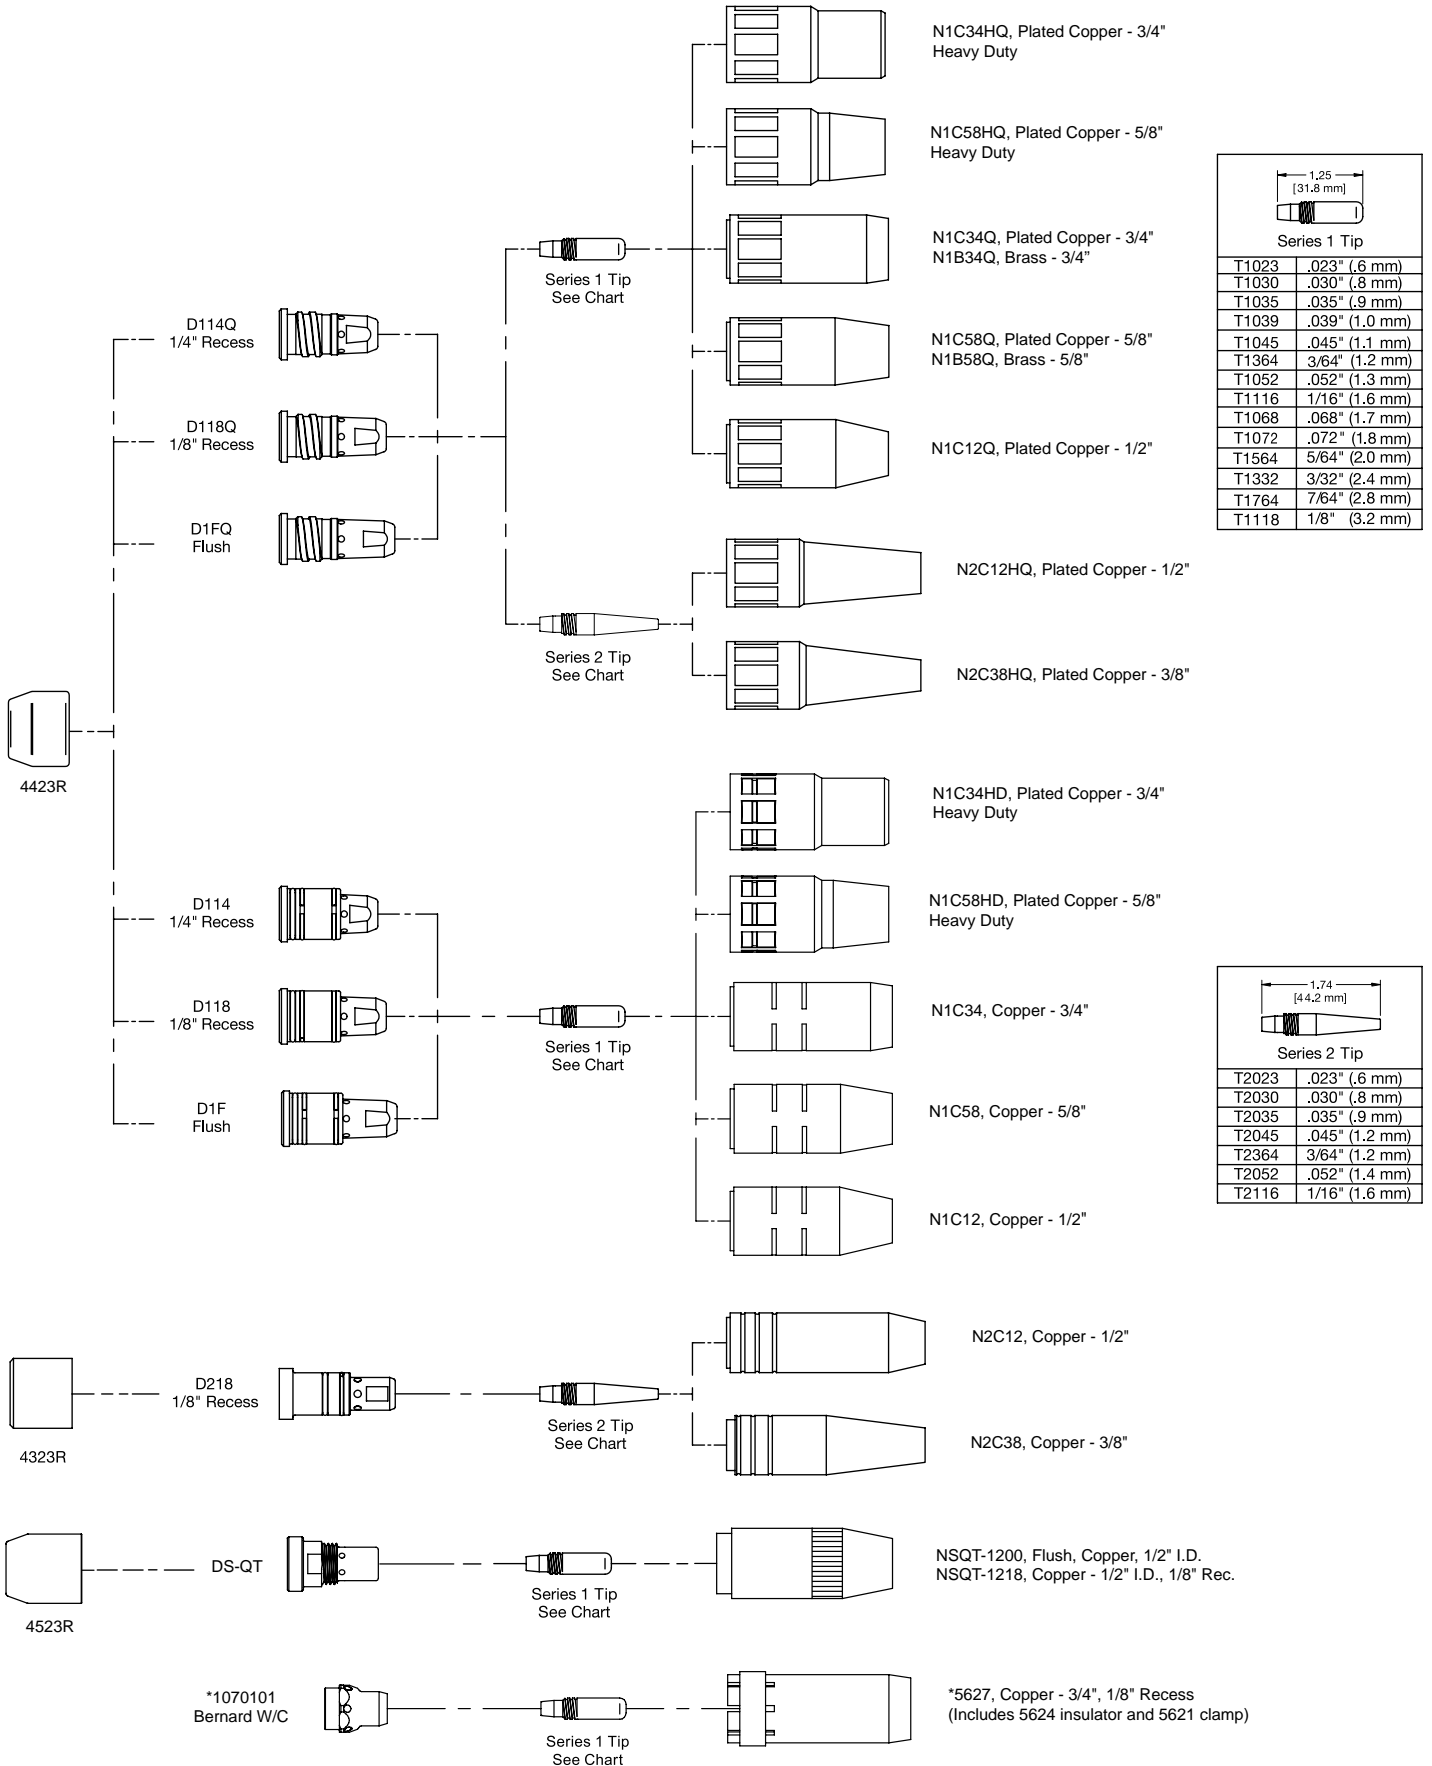 N1C34HQ, Plated Copper - 3/4"
Heavy Duty
N1C58HQ, Plated Copper - 5/8"
Heavy Duty
N1C34Q, Plated Copper - 3/4"
N1B34Q, Brass - 3/4”
Series 1 Tip
See Chart
D114Q
1/4" Recess
N1C58Q, Plated Copper - 5/8"
N1B58Q, Brass - 5/8"
D118Q
1/8" Recess
N1C12Q, Plated Copper - 1/2"
D1FQ
Flush
N2C12HQ, Plated Copper - 1/2"
Series 2 Tip
See Chart
N2C38HQ, Plated Copper - 3/8"
4423R
1.25
[31.8 mm]
Series 1 Tip
T1023 .023" (.6 mm)
T1030 .030" (.8 mm)
T1035 .035" (.9 mm)
T1039 .039" (1.0 mm)
T1045 .045" (1.1 mm)
T1364 3/64" (1.2 mm)
T1052 .052" (1.3 mm)
T1116 1/16" (1.6 mm)
T1068 .068" (1.7 mm)
T1072 .072" (1.8 mm)
T1564 5/64" (2.0 mm)
T1332 3/32" (2.4 mm)
T1764 7/64" (2.8 mm)
T1118 1/8" (3.2 mm)
N1C34HD, Plated Copper - 3/4"
Heavy Duty
D114
1/4" Recess
N1C58HD, Plated Copper - 5/8"
Heavy Duty
D118
1/8" Recess
Series 1 Tip
See Chart
N1C34, Copper - 3/4"
D1F
Flush
N1C58, Copper - 5/8"
N1C12, Copper - 1/2"
1.74
[44.2 mm]
Series 2 Tip
T2023 .023" (.6 mm)
T2030 .030" (.8 mm)
T2035 .035" (.9 mm)
T2045 .045" (1.2 mm)
T2364 3/64" (1.2 mm)
T2052 .052" (1.4 mm)
T2116 1/16" (1.6 mm)
N2C12, Copper - 1/2"
D218
1/8" Recess
Series 2 Tip
See Chart
N2C38, Copper - 3/8"
4323R
DS-QT
Series 1 Tip
See Chart
NSQT-1200, Flush, Copper, 1/2" I.D.
NSQT-1218, Copper - 1/2" I.D., 1/8" Rec.
4523R
*1070101
Bernard W/C
Series 1 Tip
See Chart
*5627, Copper - 3/4", 1/8" Recess
(Includes 5624 insulator and 5621 clamp)